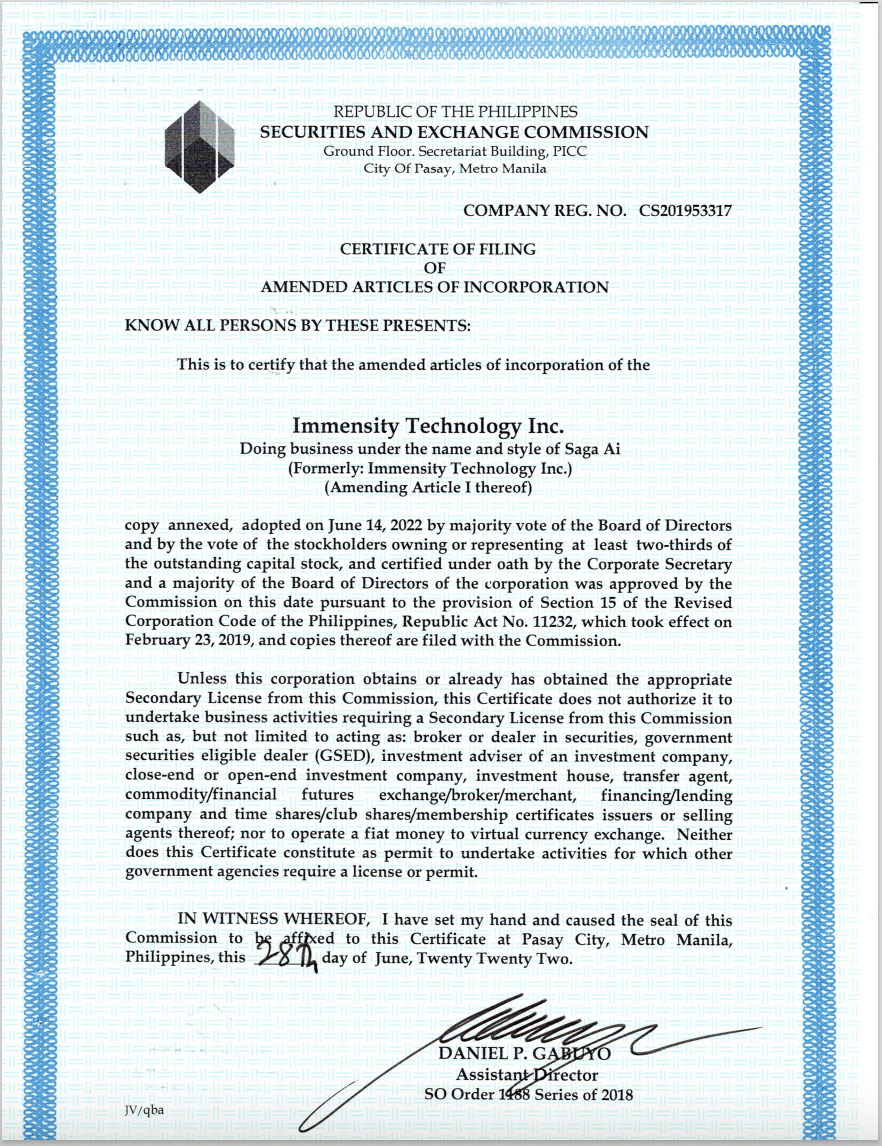 REPUBLIC OF THE PHILIPPINES
SECURITIES AND EXCHANGE COMMISSION
Ground Floor. Secretariat Building, PICC
City Of Pasay, Metro Manila
COMPANY REG. NO. CS201953317
CERTIFICATE OF FILING
OF
AMENDED ARTICLES OF INCORPORATION
KNOW ALL PERSONS BY THESE PRESENTS:
This is to certify that the amended articles of incorporation of the
Immensity Technology Inc.
Doing business under the name and style of Saga Ai
(Formerly: Immensity Technology Inc.)
(Amending Article I thereof)
copy annexed, adopted on June 14, 2022 by majority vote of the Board of Directors
and by the vote of the stockholders owning or representing at least two-thirds of
the outstanding capital stock, and certified under oath by the Corporate Secretary
and a majority of the Board of Directors of the corporation was approved by the
Commission on this date pursuant to the provision of Section 15 of the Revised
Corporation Code of the Philippines, Republic Act No. 11232, which took effect on
February 23, 2019, and copies thereof are filed with the Commission.
Unless this corporation obtains or already has obtained the appropriate
Secondary License from this Commission, this Certificate does not authorize it to
undertake business activities requiring a Secondary License from this Commission
such as, but not limited to acting as: broker or dealer in securities, government
securities eligible dealer (GSED), investment adviser of an investment company,
close-end or open-end investment company, investment house, transfer agent,
commodity/financial futures exchange/broker/merchant, financing/lending
company and time shares/club shares/membership certificates issuers or selling
agents thereof; nor to operate a fiat money to virtual currency exchange. Neither
does this Certificate constitute as permit to undertake activities for which other
government agencies require a license or permit.
IN WITNESS WHEREOF, I have set my hand and caused the seal of this
Commission to be affixed to this Certificate at Pasay City, Metro Manila,
Philippines, this 28th day of June, Twenty Twenty Two.
DANIEL P. GABUYO
Assistant Director
SO Order 1188 Series of 2018
JV/qba